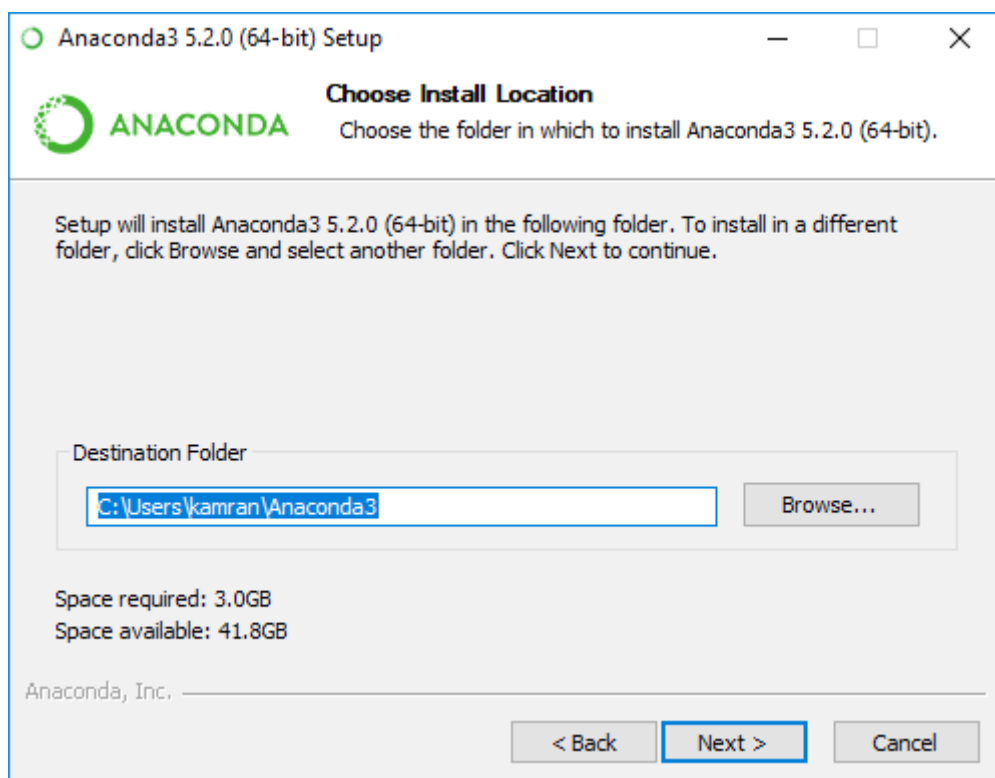 Anaconda3 5.2.0 (64-bit) Setup
ANACONDA
Choose Install Location
Choose the folder in which to install Anaconda3 5.2.0 (64-bit).
Setup will install Anaconda3 5.2.0 (64-bit) in the following folder. To install in a different
folder, click Browse and select another folder. Click Next to continue.
Destination Folder
C:\Users\kamran\Anaconda3
Browse...
Space required: 3.0GB
Space available: 41.8GB
Anaconda, Inc.
< Back
Next >
Cancel